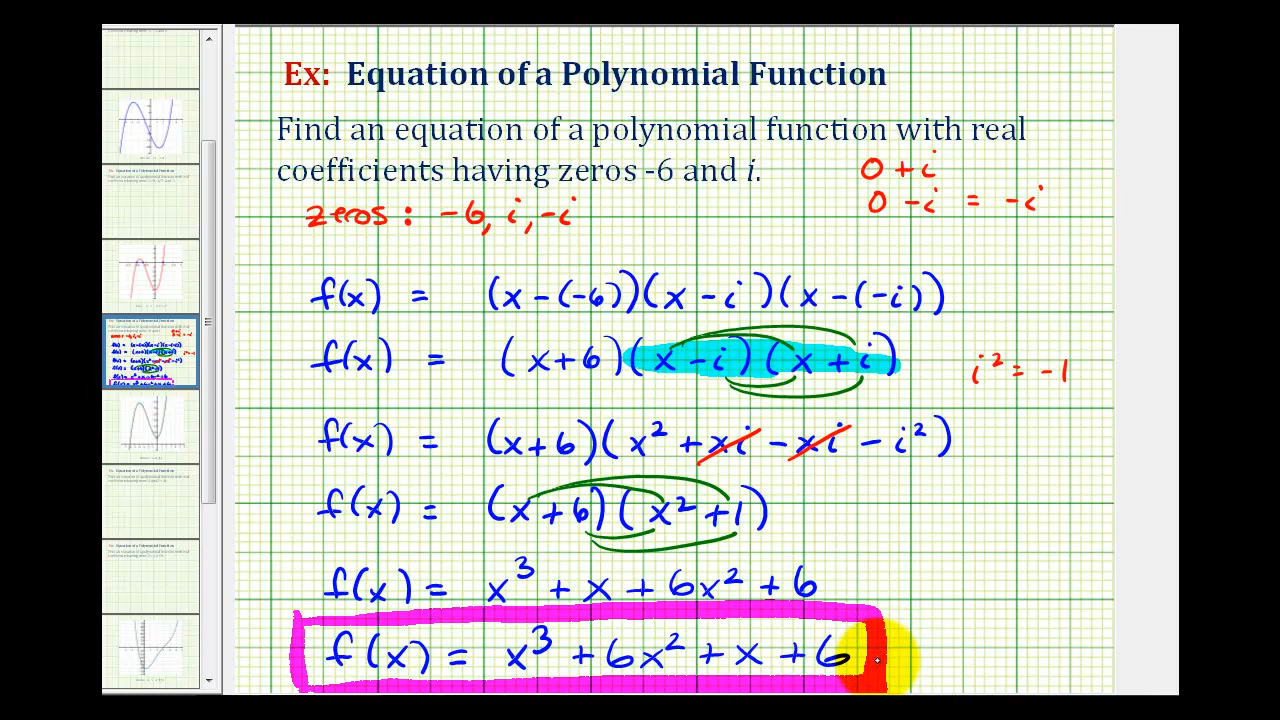 Ex: Equation of a Polynomial Function
Find an equation of a polynomial function with real
coefficients having zeros -6 and i.
0 + i
0 - i = -i
zeros: -6, i, -i
f(x) = (x - (-6))(x - i)(x - (-i))
f(x) = (x+6)(x - i)(x + i)
i² = -1
f(x) = (x+6)(x² + xi - xi - i²)
f(x) = (x+6)(x² + 1)
f(x) = x³ + x + 6x² + 6
f(x) = x³ + 6x² + x + 6